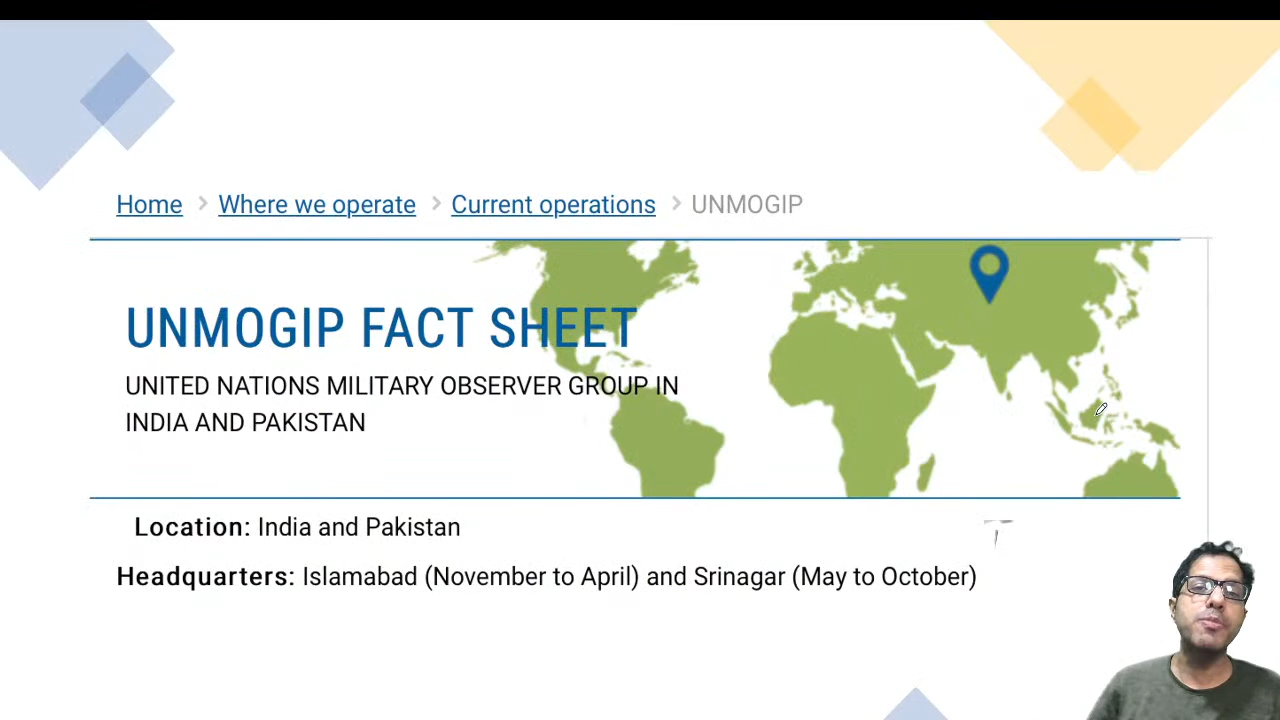 Home > Where we operate > Current operations > UNMOGIP
UNMOGIP FACT SHEET
UNITED NATIONS MILITARY OBSERVER GROUP IN
INDIA AND PAKISTAN
Location: India and Pakistan
Headquarters: Islamabad (November to April) and Srinagar (May to October)